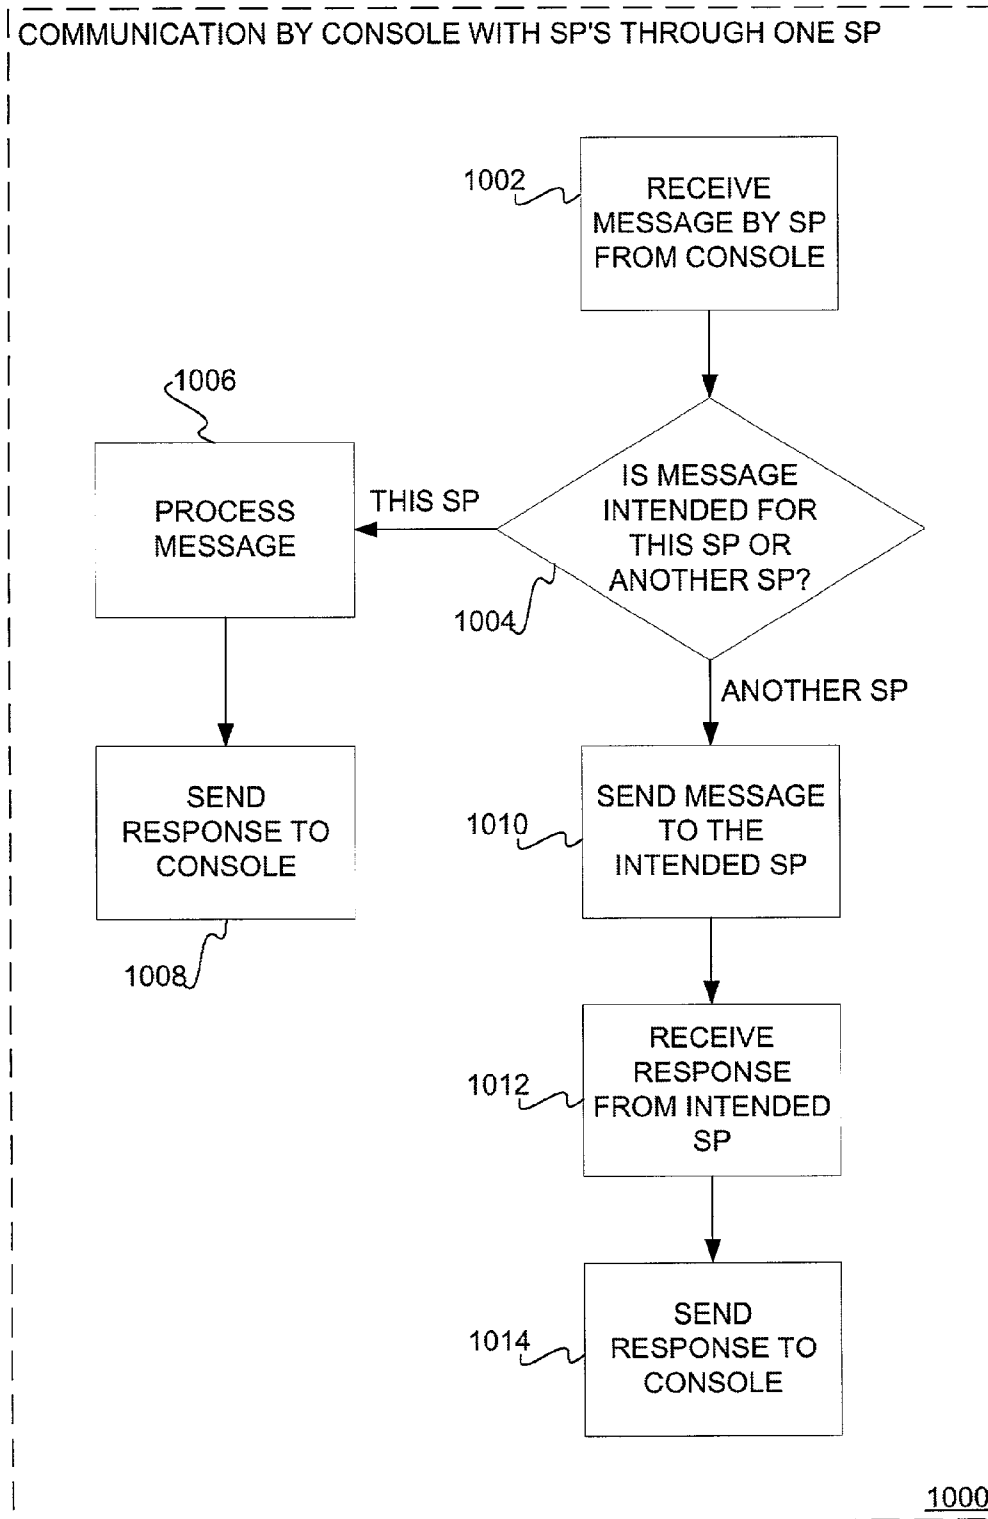 COMMUNICATION BY CONSOLE WITH SP'S THROUGH ONE SP
1002
RECEIVE
MESSAGE BY SP
FROM CONSOLE
1006
PROCESS
MESSAGE
THIS SP
IS MESSAGE
INTENDED FOR
THIS SP OR
ANOTHER SP?
1004
ANOTHER SP
SEND
RESPONSE TO
CONSOLE
1008
1010
SEND MESSAGE
TO THE
INTENDED SP
1012
RECEIVE
RESPONSE
FROM INTENDED
SP
1014
SEND
RESPONSE TO
CONSOLE
1000